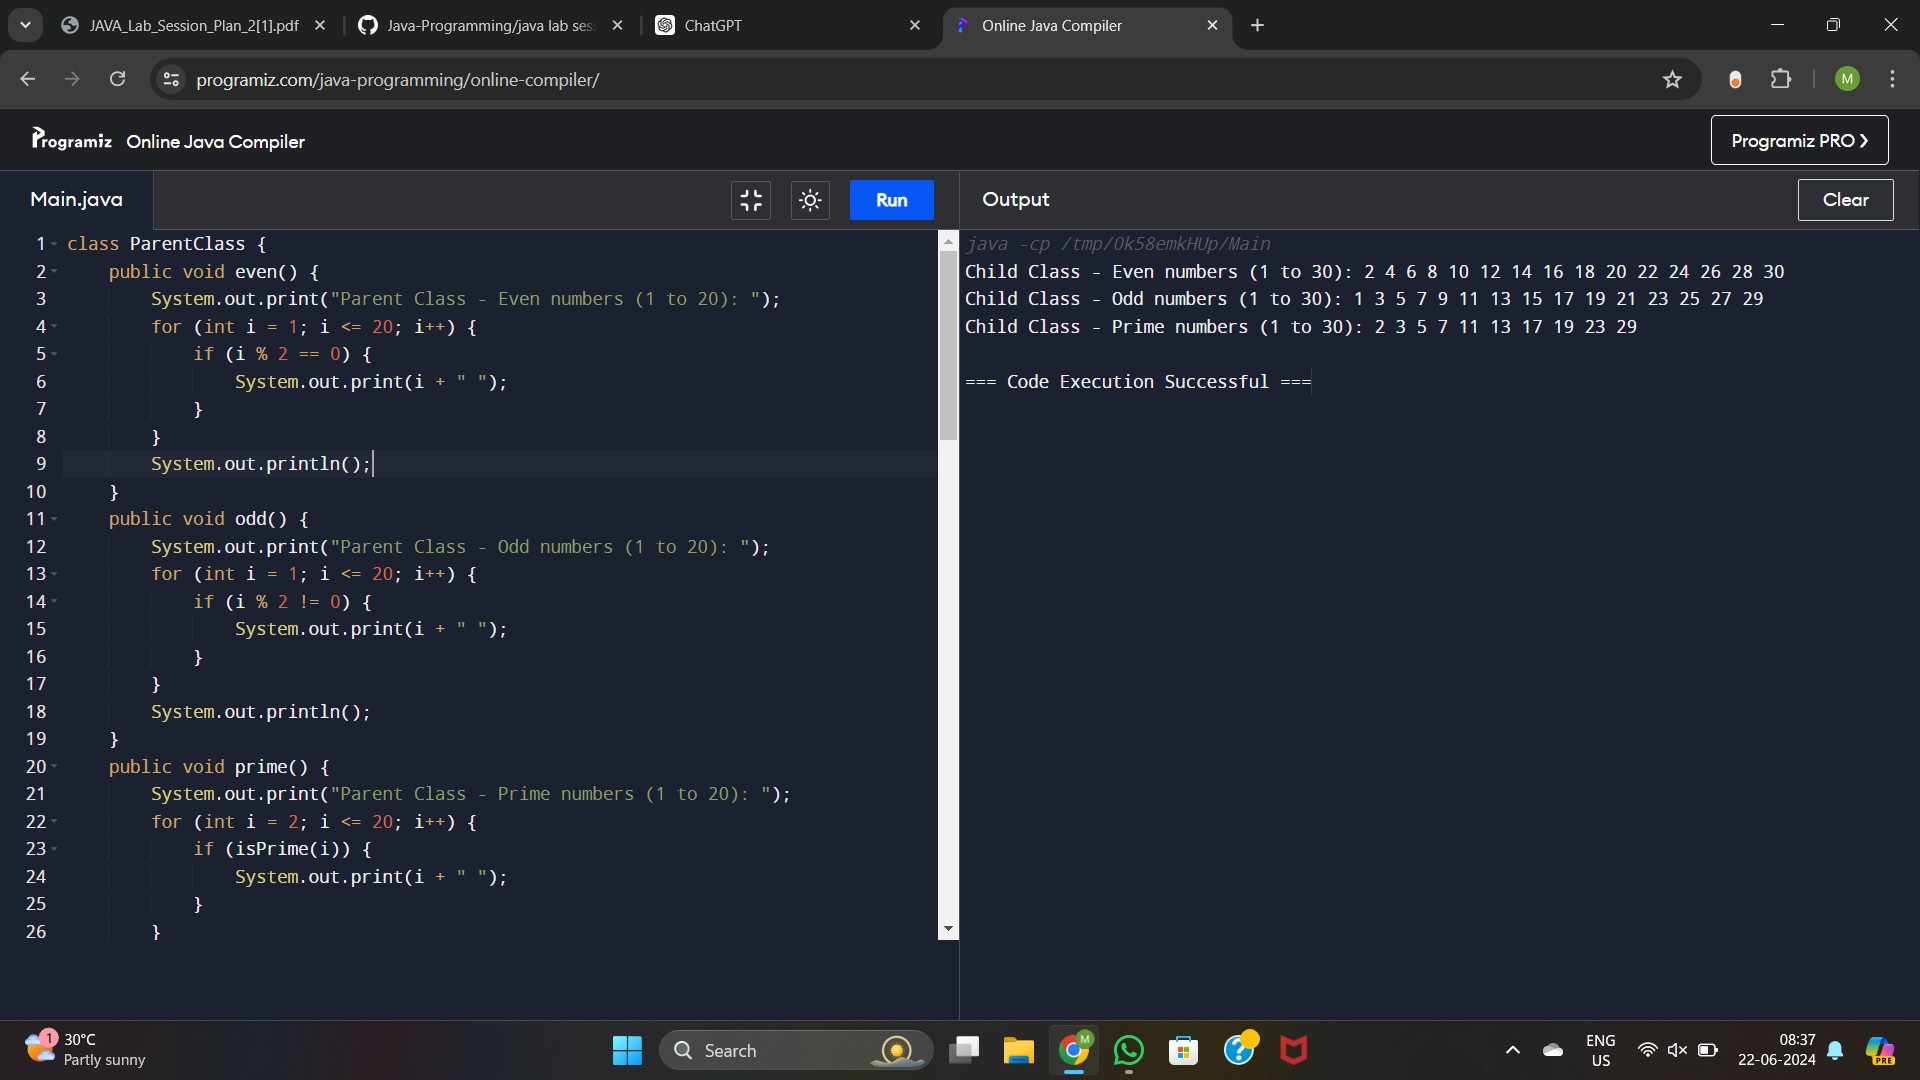 JAVA_Lab_Session_Plan_2[1].pdf
Java-Programming/java lab ses
ChatGPT
Online Java Compiler
programiz.com/java-programming/online-compiler/
M
Programiz Online Java Compiler
Programiz PRO
Main.java
Run
Output
Clear
1 class ParentClass {
2 public void even() {
3 System.out.print("Parent Class - Even numbers (1 to 20): ");
4 for (int i = 1; i <= 20; i++) {
5 if (i % 2 == 0) {
6 System.out.print(i + " ");
7 }
8 }
9 System.out.println();
10 }
11 public void odd() {
12 System.out.print("Parent Class - Odd numbers (1 to 20): ");
13 for (int i = 1; i <= 20; i++) {
14 if (i % 2 != 0) {
15 System.out.print(i + " ");
16 }
17 }
18 System.out.println();
19 }
20 public void prime() {
21 System.out.print("Parent Class - Prime numbers (1 to 20): ");
22 for (int i = 2; i <= 20; i++) {
23 if (isPrime(i)) {
24 System.out.print(i + " ");
25 }
26 }
java -cp /tmp/Ok58emkHUp/Main
Child Class - Even numbers (1 to 30): 2 4 6 8 10 12 14 16 18 20 22 24 26 28 30
Child Class - Odd numbers (1 to 30): 1 3 5 7 9 11 13 15 17 19 21 23 25 27 29
Child Class - Prime numbers (1 to 30): 2 3 5 7 11 13 17 19 23 29
=== Code Execution Successful ===
1
30°C
Partly sunny
Search
M
ENG
US
08:37
22-06-2024
PRE